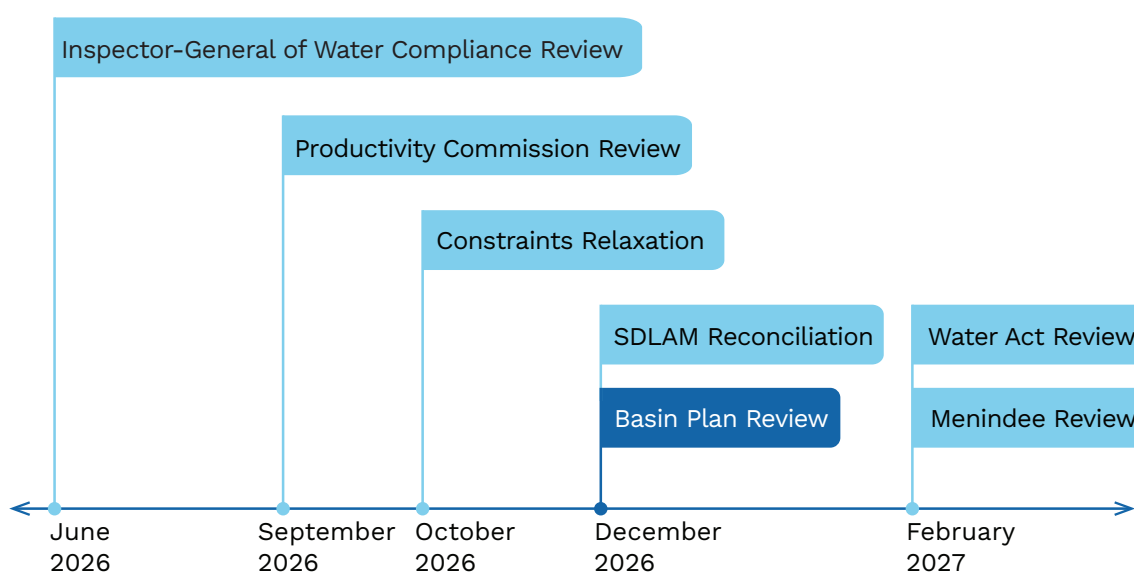 Inspector-General of Water Compliance Review
Productivity Commission Review
Constraints Relaxation
SDLAM Reconciliation
Water Act Review
Basin Plan Review
Menindee Review
June
2026
September
2026
October
2026
December
2026
February
2027